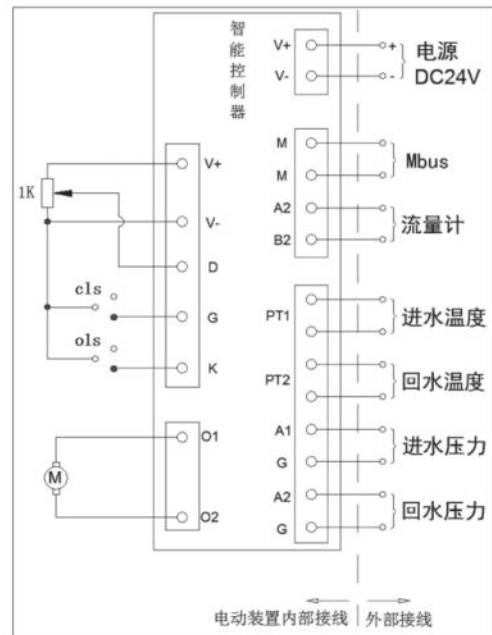 智能控制器
V+
V-
+
-
电源
DC24V
M
M
Mbus
A2
B2
流量计
1K
V+
V-
D
cls
G
ols
K
PT1
进水温度
PT2
回水温度
A1
G
进水压力
A2
G
回水压力
M
O1
O2
电动装置内部接线
外部接线